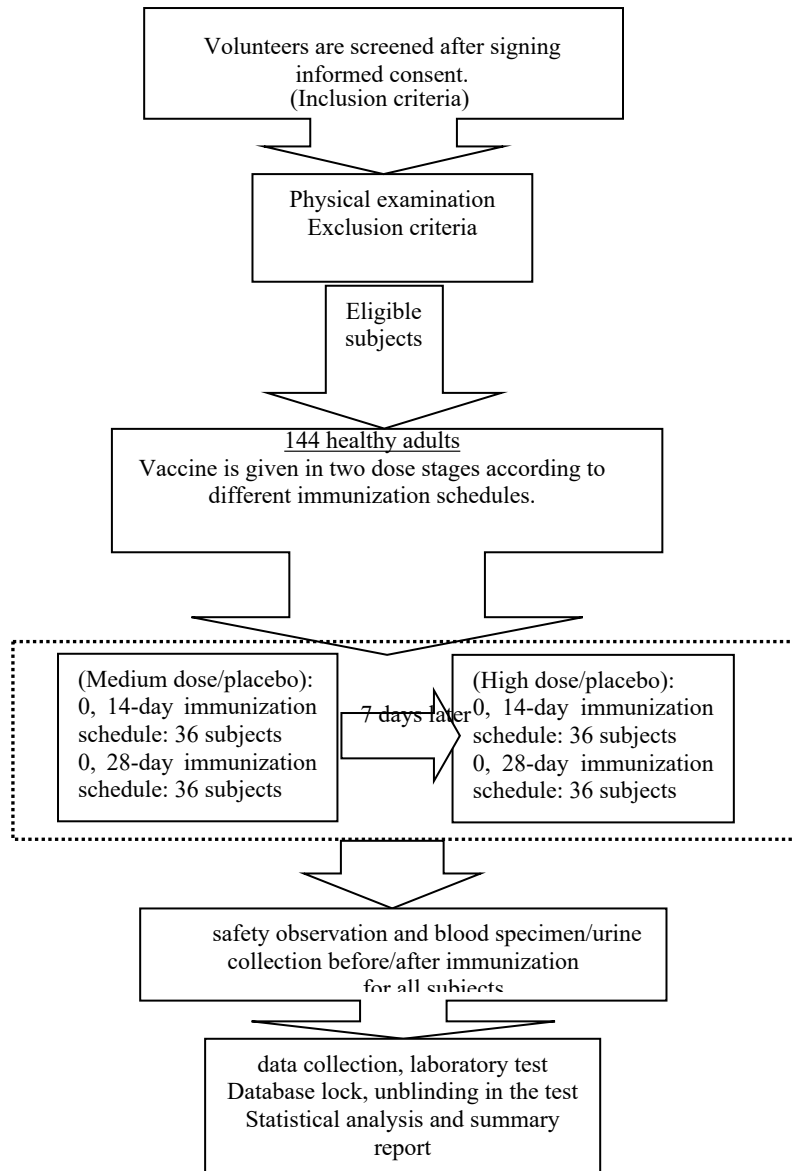 Volunteers are screened after signing
informed consent.
(Inclusion criteria)
Physical examination
Exclusion criteria
Eligible
subjects
144 healthy adults
Vaccine is given in two dose stages according to
different immunization schedules.
(Medium dose/placebo):
0, 14-day immunization
schedule: 36 subjects
0, 28-day immunization
schedule: 36 subjects
7 days later
(High dose/placebo):
0, 14-day immunization
schedule: 36 subjects
0, 28-day immunization
schedule: 36 subjects
safety observation and blood specimen/urine
collection before/after immunization
for all subjects
data collection, laboratory test
Database lock, unblinding in the test
Statistical analysis and summary
report